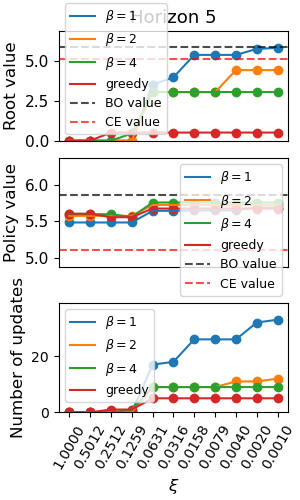 Horizon 5
Root value
5.0
2.5
0.0
β = 1
β = 2
β = 4
greedy
BO value
CE value
Policy value
6.0
5.5
5.0
β = 1
β = 2
β = 4
greedy
BO value
CE value
Number of updates
20
0
β = 1
β = 2
β = 4
greedy
1.0000
0.5012
0.2512
0.1259
0.0631
0.0316
0.0158
0.0079
0.0040
0.0020
0.0010
ξ